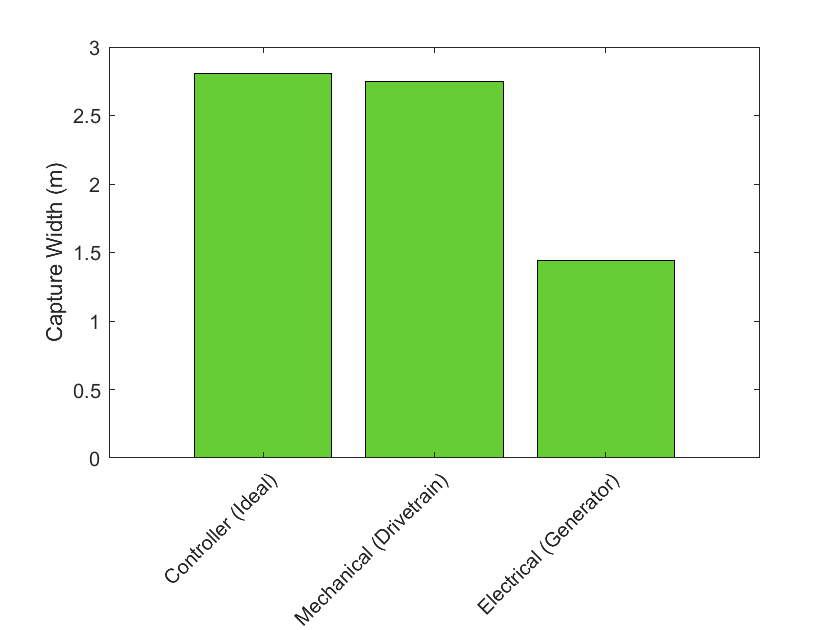 3
2.5
2
1.5
1
0.5
0
Capture Width (m)
Controller (Ideal)
Mechanical (Drivetrain)
Electrical (Generator)